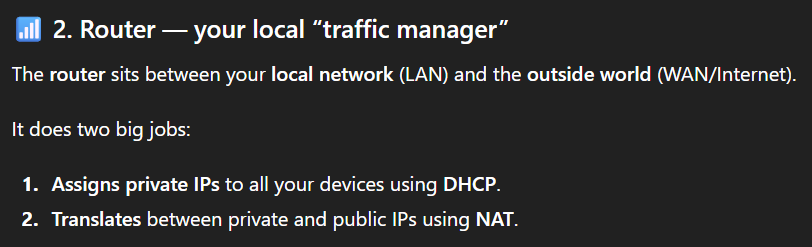 📊 2. Router — your local “traffic manager”
The router sits between your local network (LAN) and the outside world (WAN/Internet).
It does two big jobs:
1. Assigns private IPs to all your devices using DHCP.
2. Translates between private and public IPs using NAT.